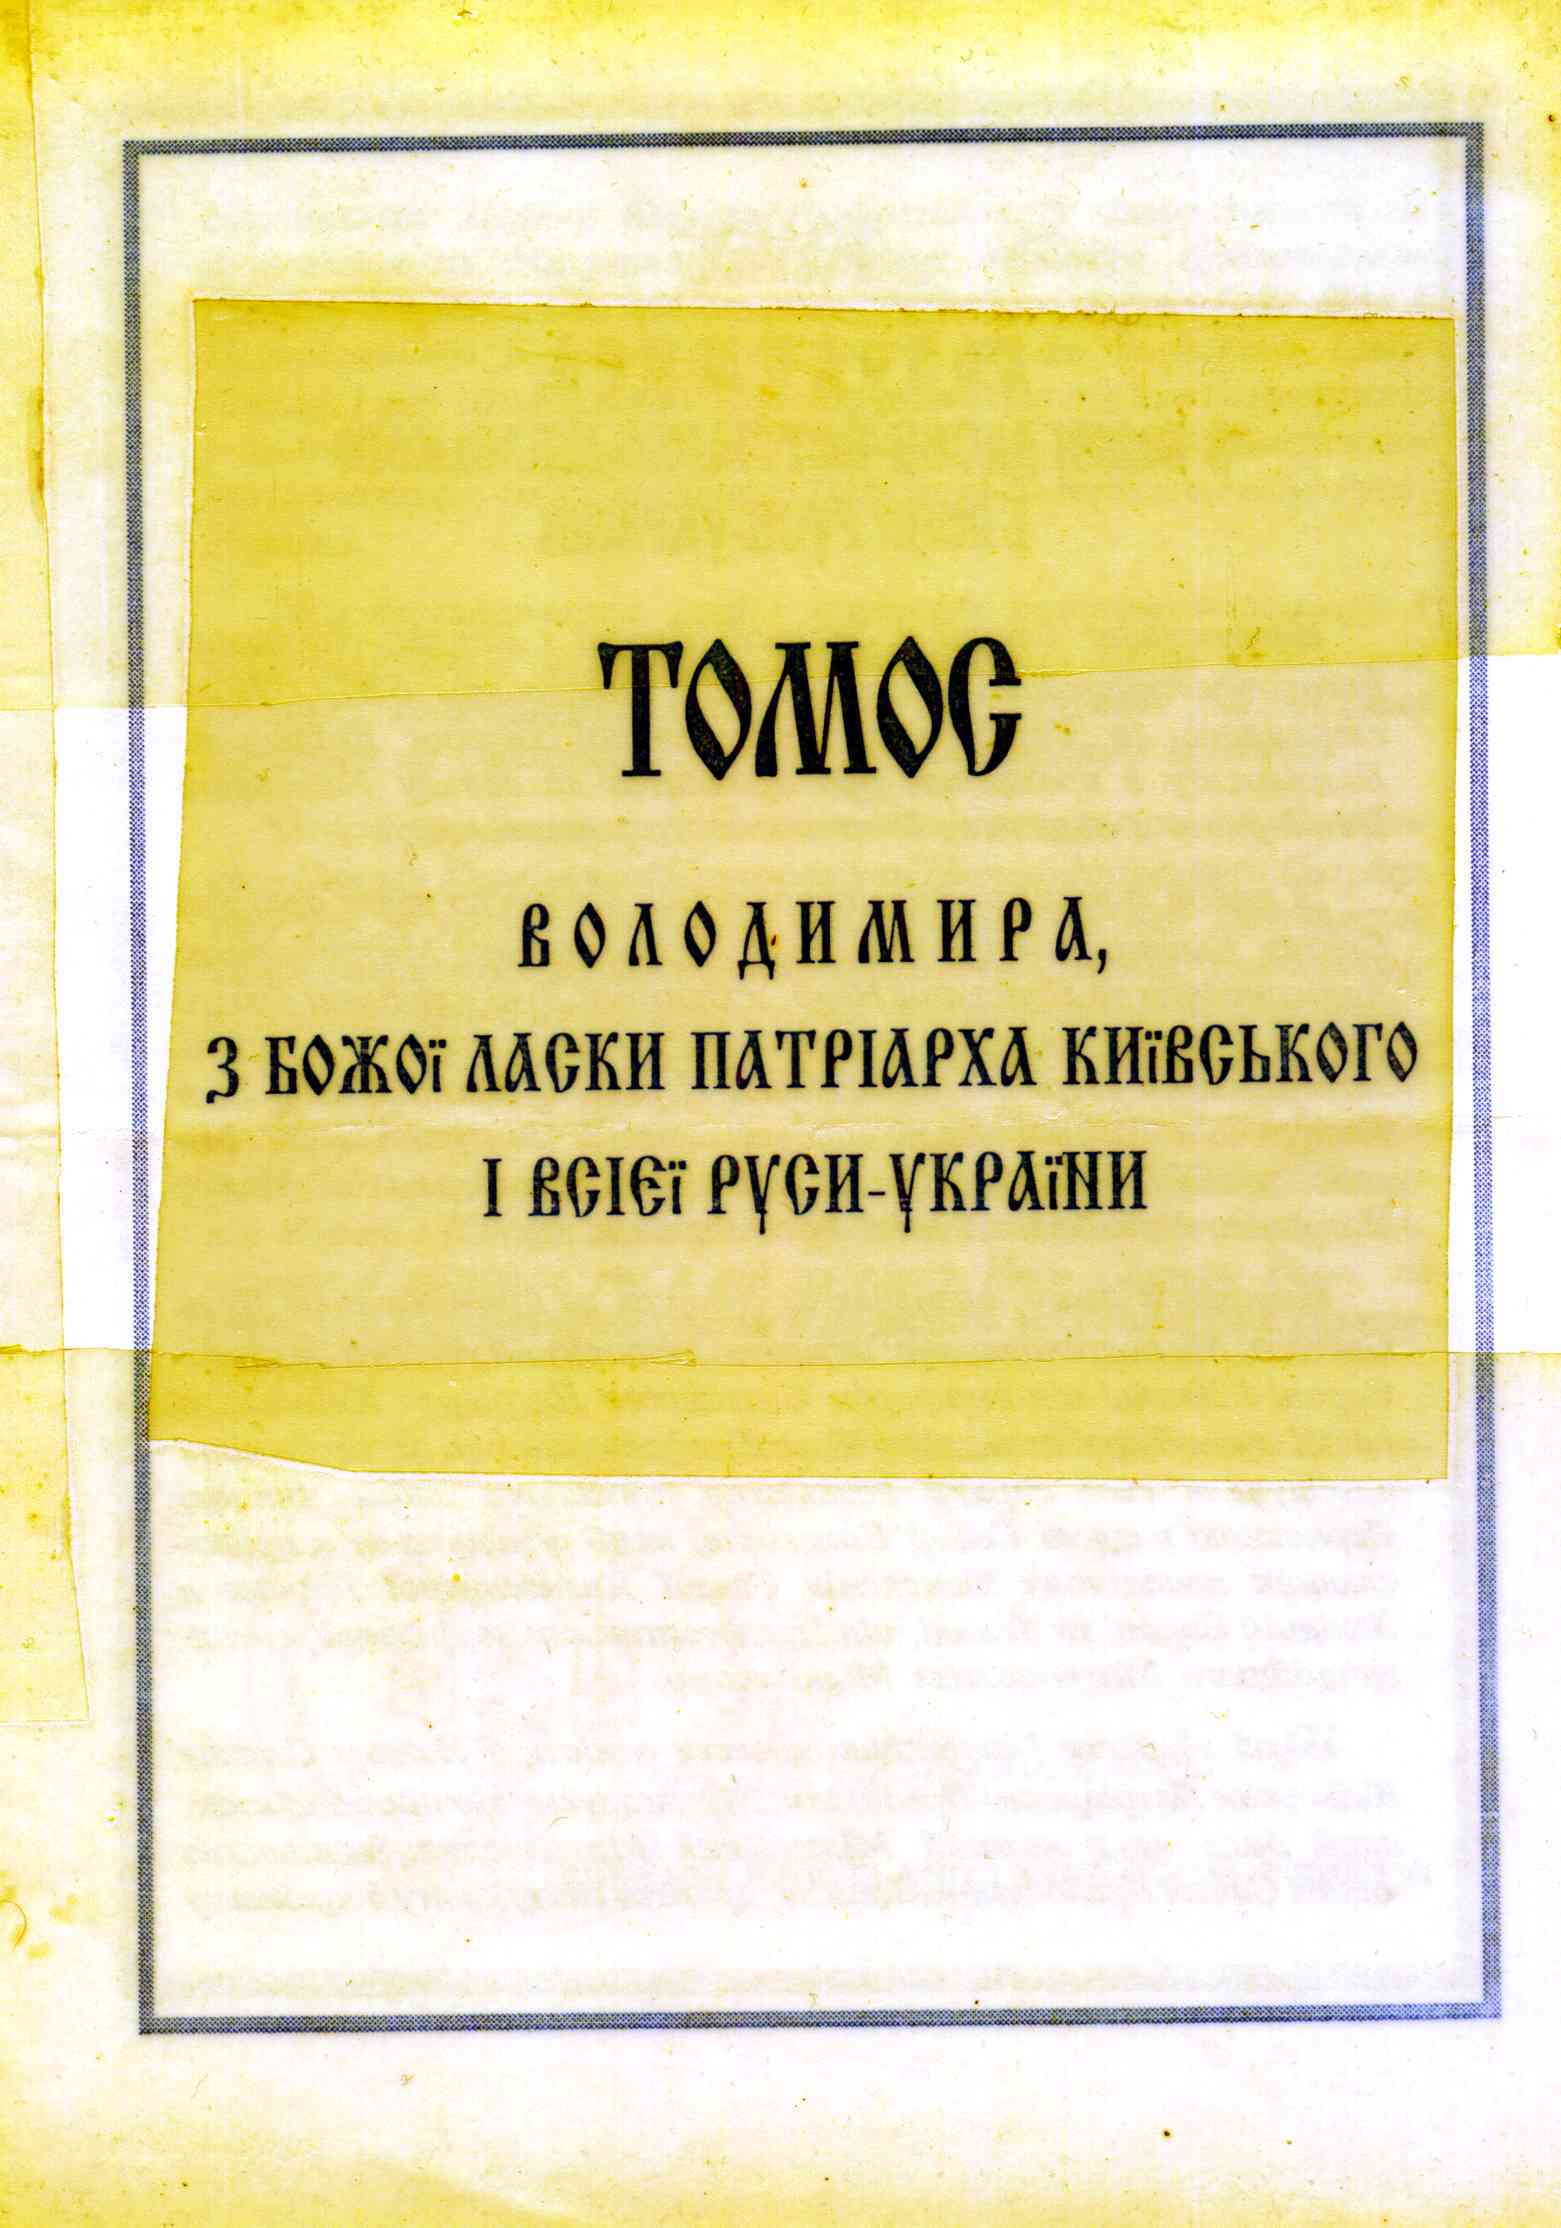 ТОМОС
ВОЛОДИМИРА,
З БОЖОЇ ЛАСКИ ПАТРІАРХА КИЇВСЬКОГО
І ВСІЄЇ РУСИ-УКРАЇНИ